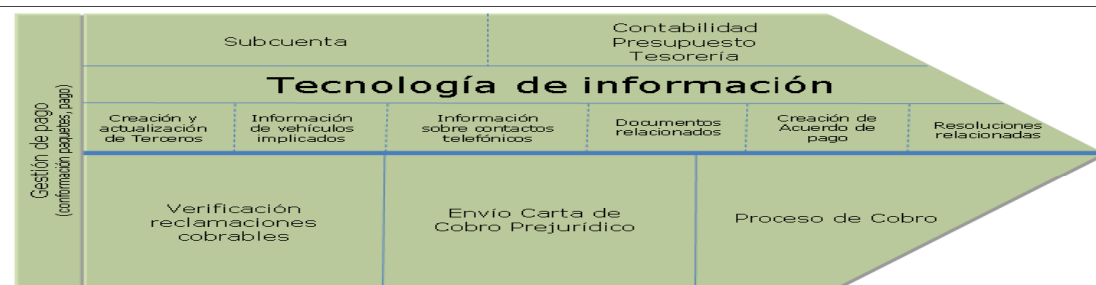 Gestión de pago
(conformación paquetes, pago)
Subcuenta
Contabilidad
Presupuesto
Tesorería
Tecnología de información
Creación y
actualización
de Terceros
Información
de vehículos
implicados
Información
sobre contactos
telefónicos
Documentos
relacionados
Creación de
Acuerdo de
pago
Resoluciones
relacionadas
Verificación
reclamaciones
cobrables
Envío Carta de
Cobro Prejurídico
Proceso de Cobro